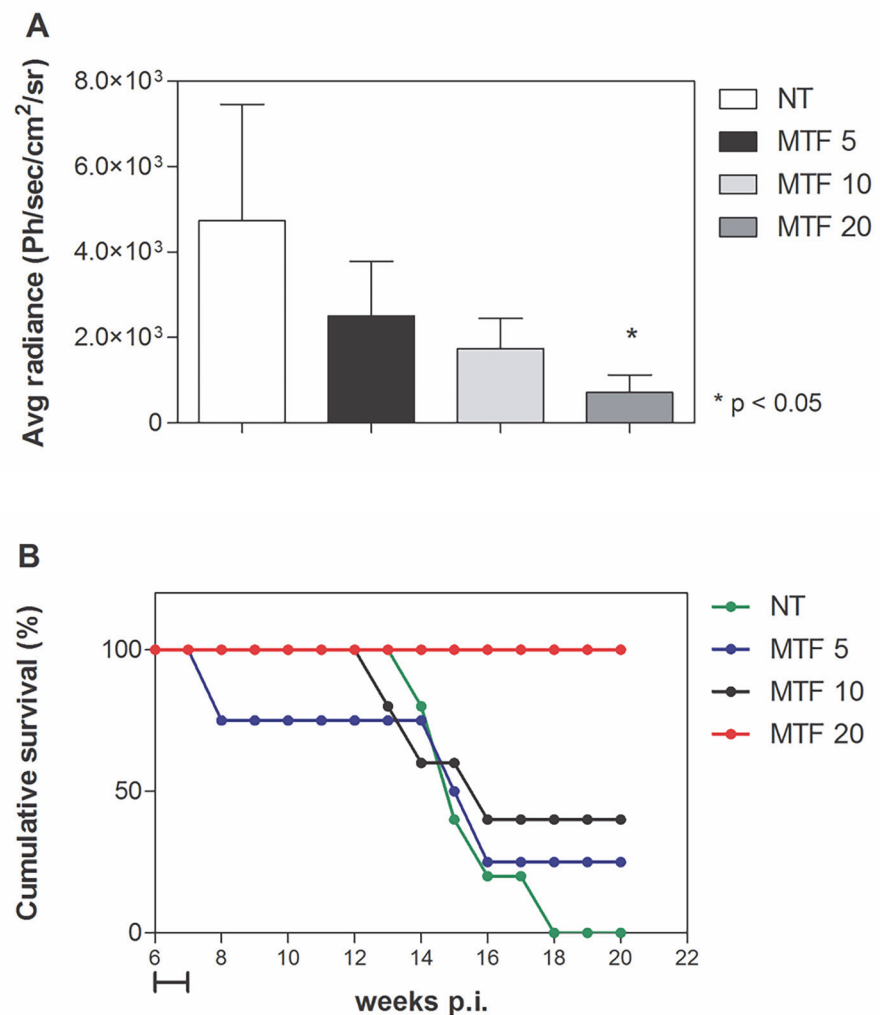 A
Avg radiance (Ph/sec/cm²/sr)
8.0×10³
6.0×10³
4.0×10³
2.0×10³
0
*
NT
MTF 5
MTF 10
MTF 20
* p < 0.05
B
Cumulative survival (%)
100
50
0
6 8 10 12 14 16 18 20 22
weeks p.i.
NT
MTF 5
MTF 10
MTF 20